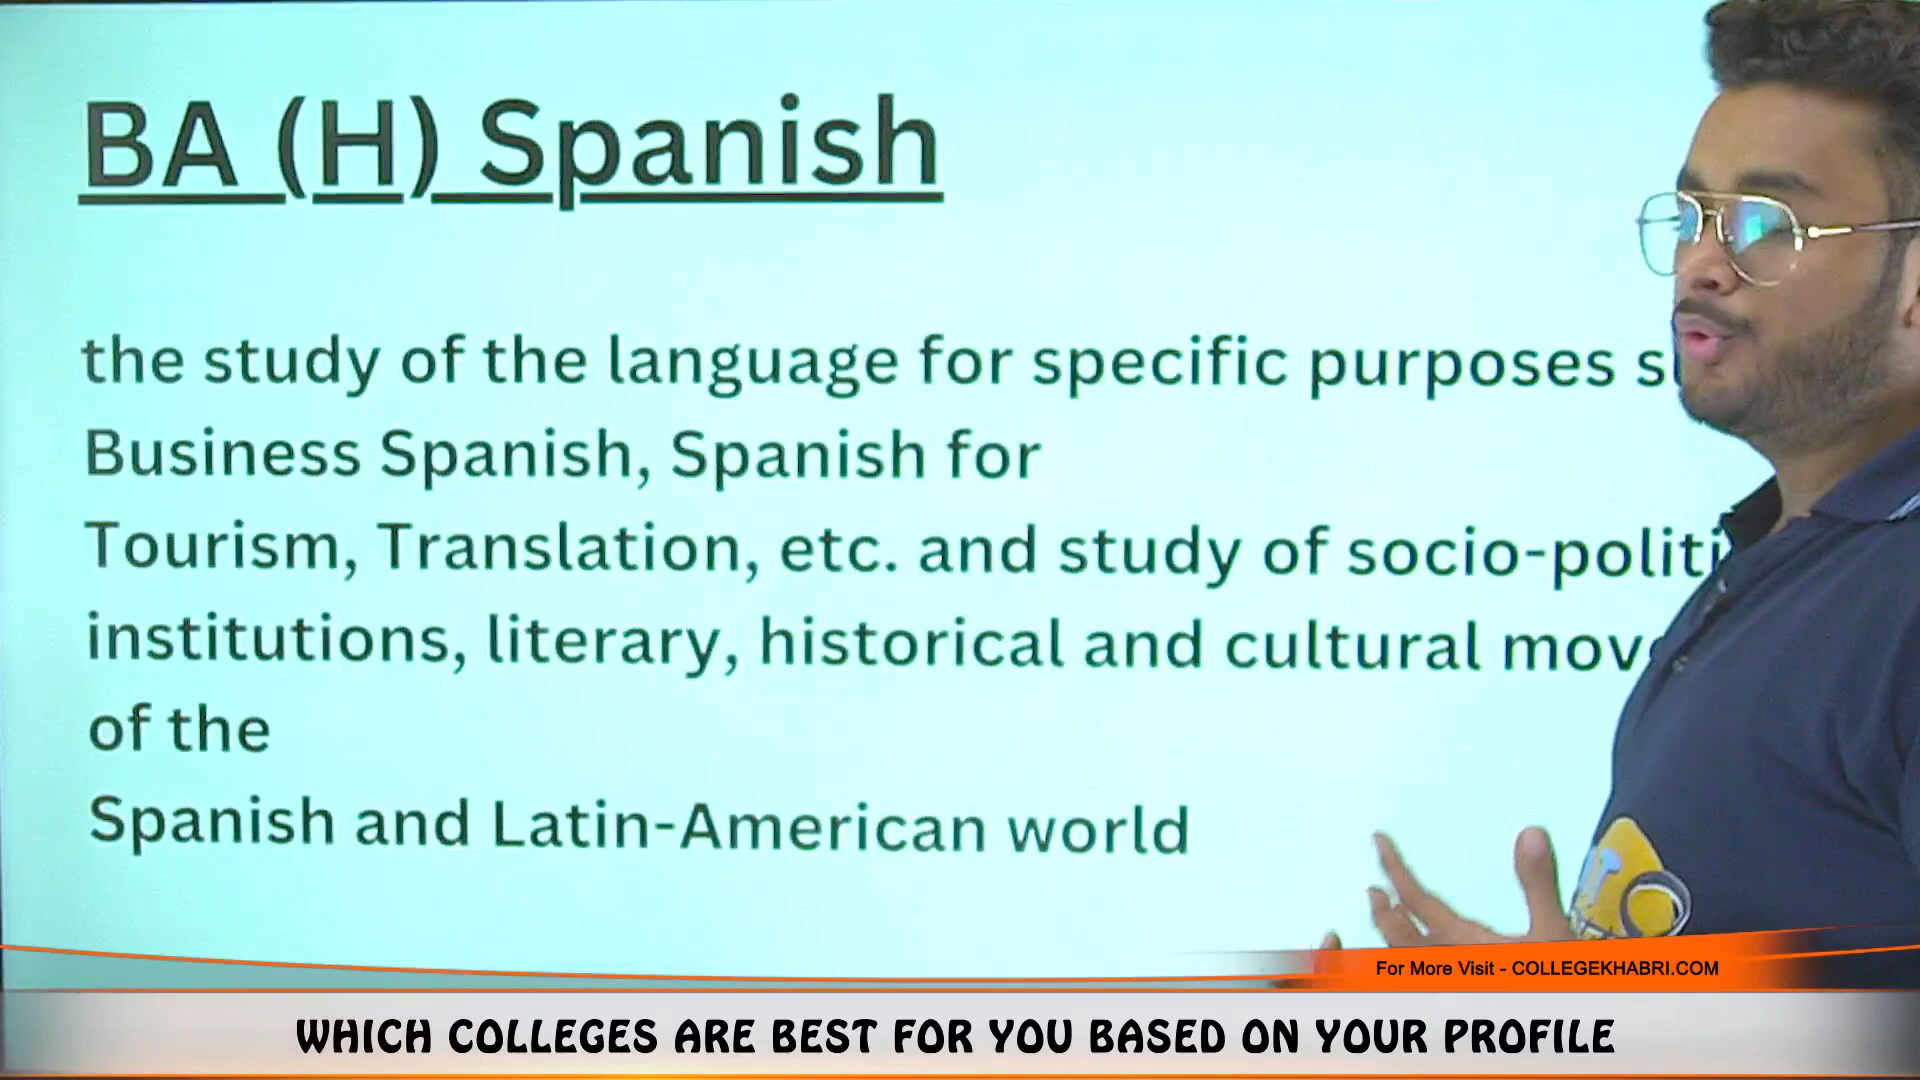 BA (H) Spanish
the study of the language for specific purposes
Business Spanish, Spanish for
Tourism, Translation, etc. and study of
institutions, literary, historical and cultural
of the
Spanish and Latin-American world
For More Visit - COLLEGEKHABRI.COM
WHICH COLLEGES ARE BEST FOR YOU BASED ON YOUR PROFILE